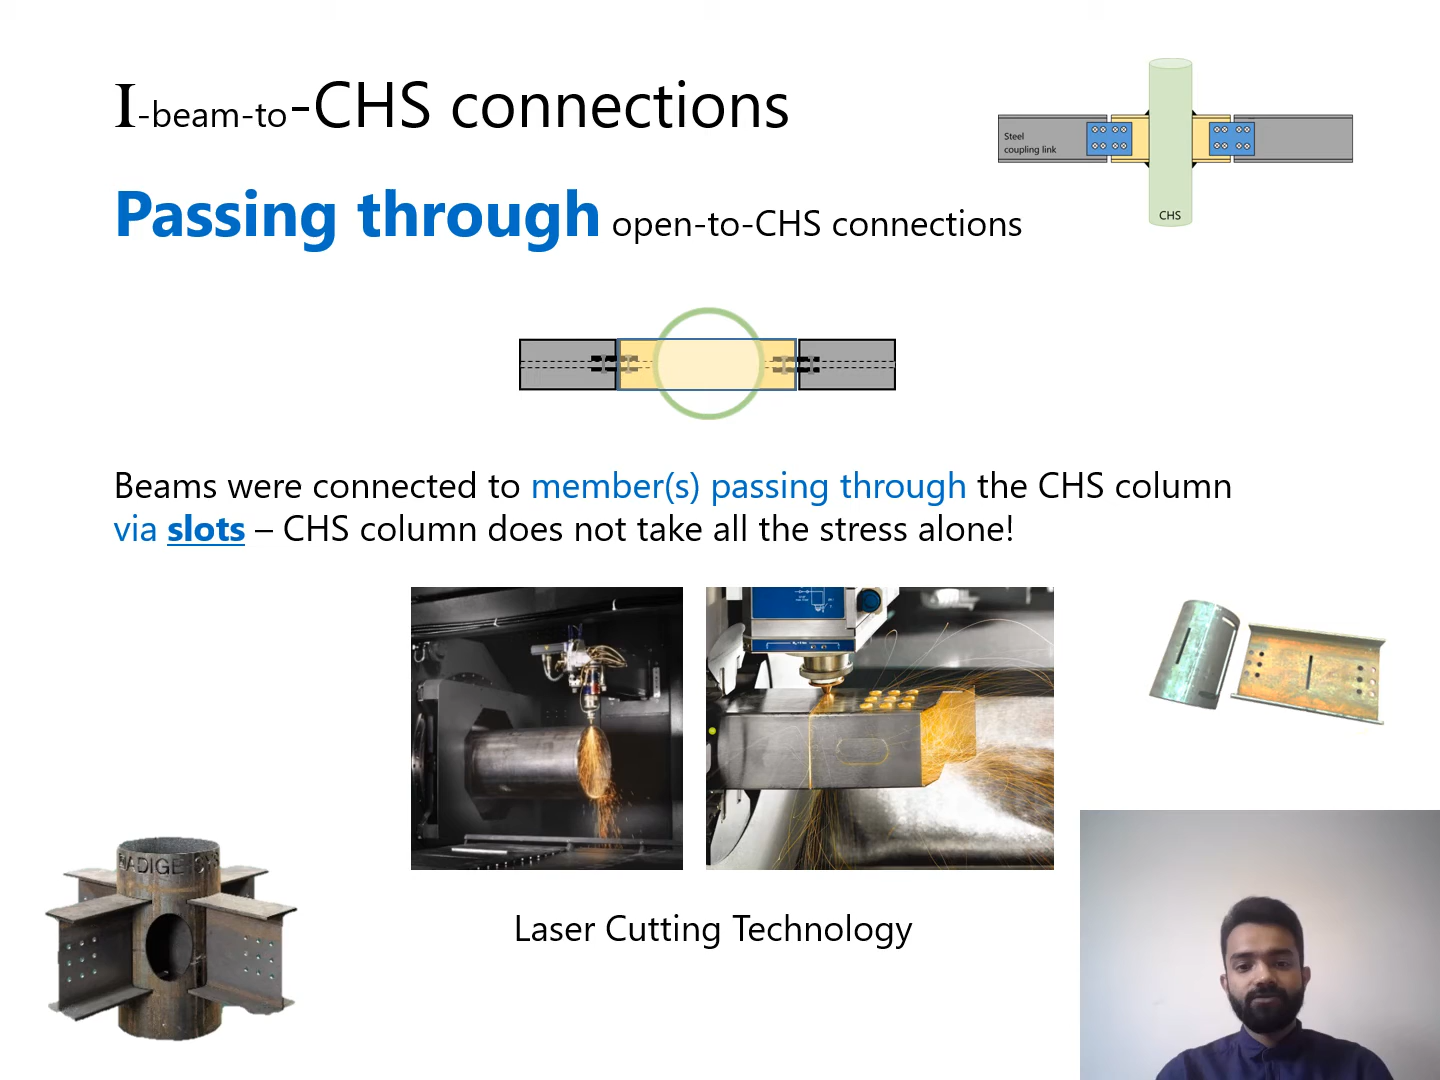 I-beam-to-CHS connections
Passing through open-to-CHS connections
Steel
coupling link
CHS
Beams were connected to member(s) passing through the CHS column
via slots – CHS column does not take all the stress alone!
Laser Cutting Technology